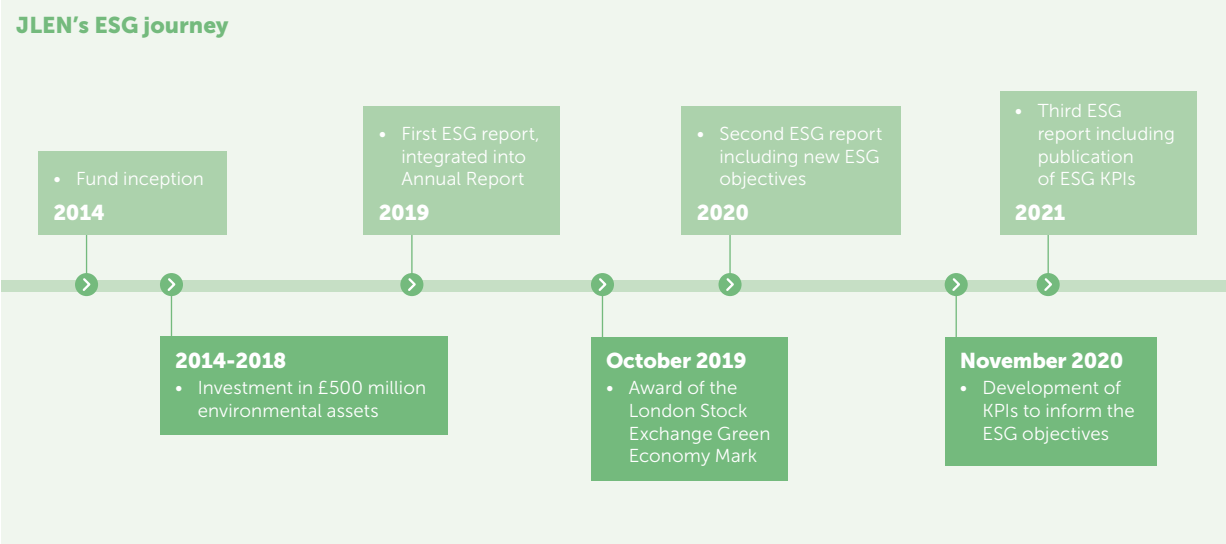 JLEN’s ESG journey
• Fund inception
2014
• First ESG report,
integrated into
Annual Report
2019
• Second ESG report
including new ESG
objectives
2020
• Third ESG
report including
publication
of ESG KPIs
2021
2014-2018
• Investment in £500 million
environmental assets
October 2019
• Award of the
London Stock
Exchange Green
Economy Mark
November 2020
• Development of
KPIs to inform the
ESG objectives